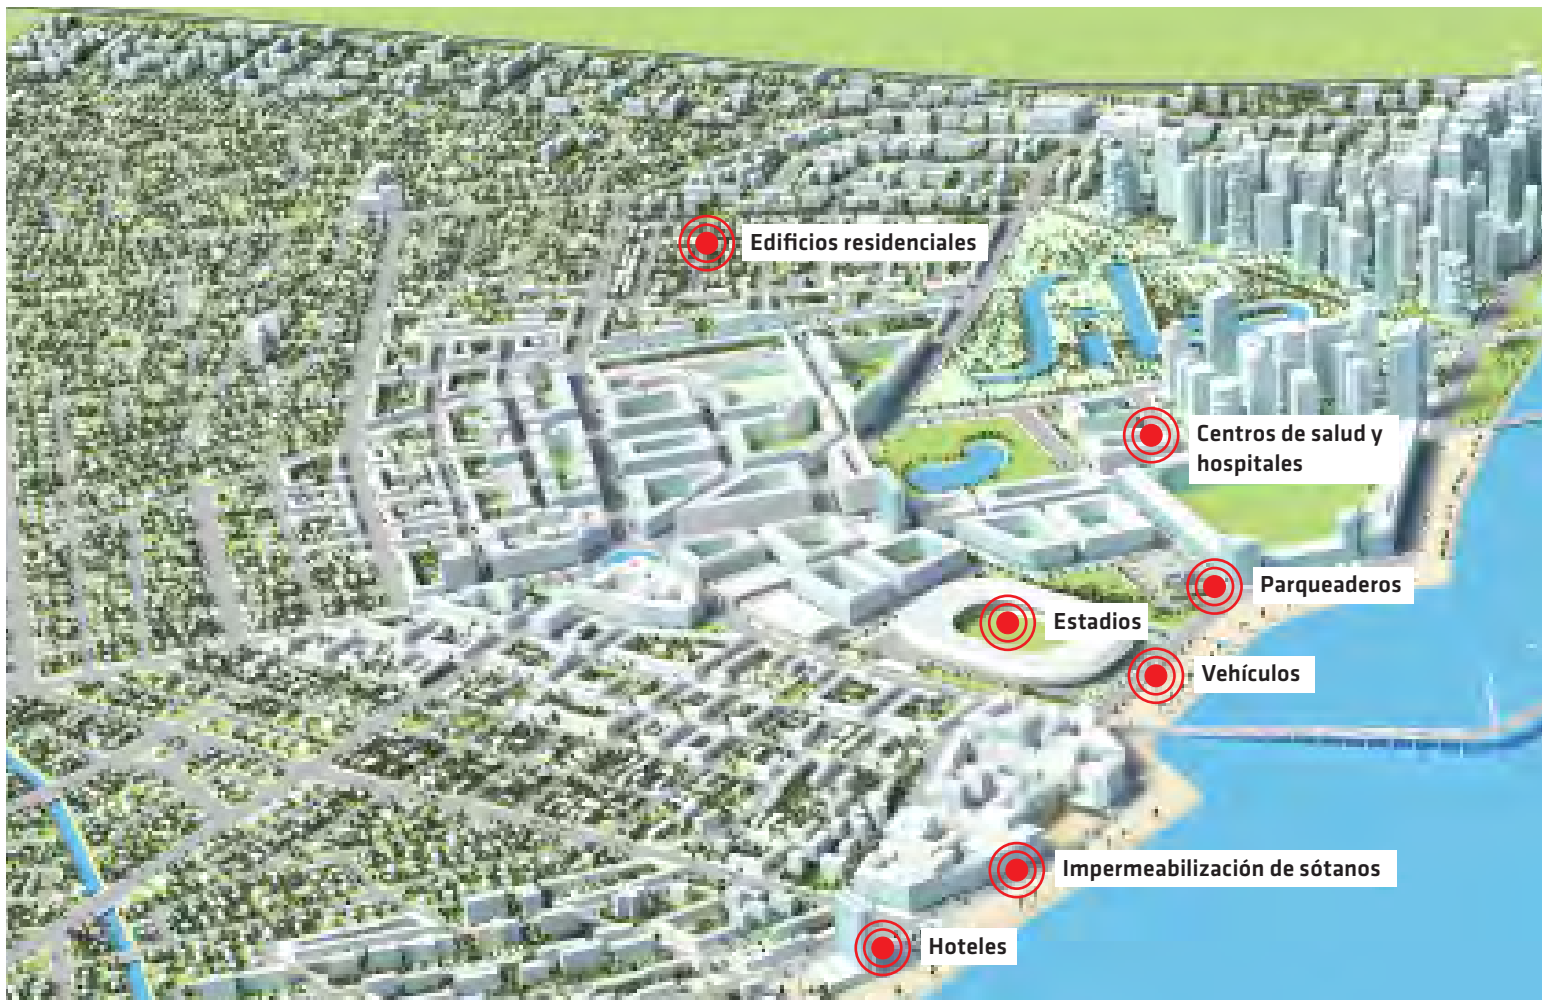 Edificios residenciales
Centros de salud y
hospitales
Parqueaderos
Estadios
Vehículos
Impermeabilización de sótanos
Hoteles